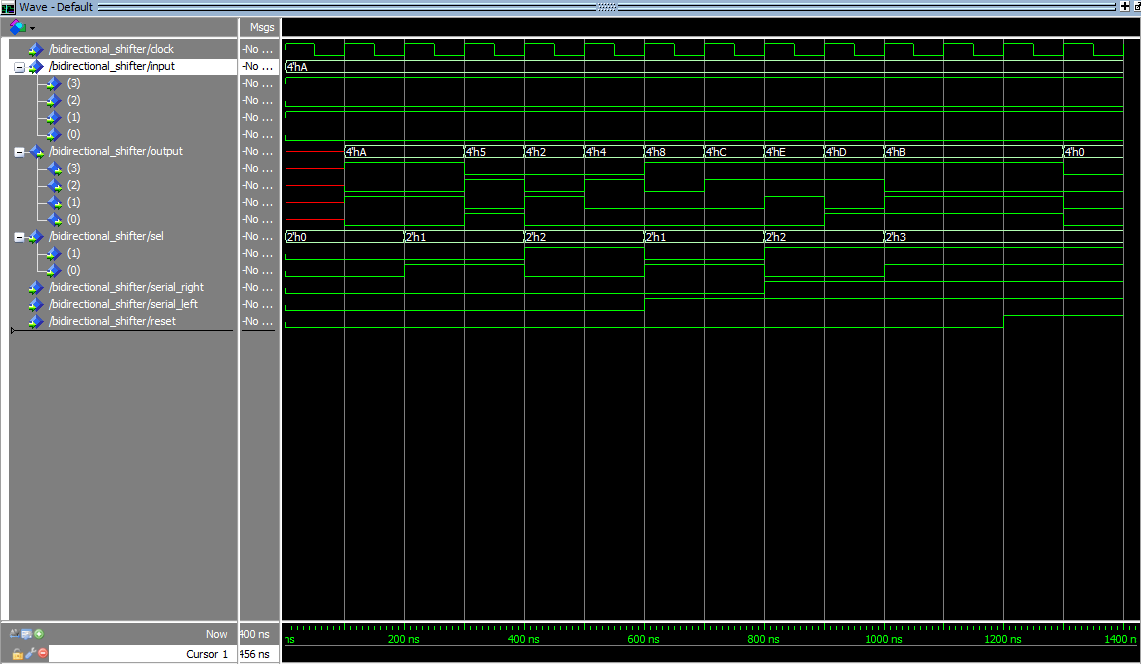 Wave - Default
Msgs
/bidirectional_shifter/clock -No ...
/bidirectional_shifter/input -No ... 4'hA
(3) -No ...
(2) -No ...
(1) -No ...
(0) -No ...
/bidirectional_shifter/output -No ... 4'hA 4'h5 4'h2 4'h4 4'h8 4'hC 4'hE 4'hD 4'hB 4'h0
(3) -No ...
(2) -No ...
(1) -No ...
(0) -No ...
/bidirectional_shifter/sel -No ... 2'h0 2'h1 2'h2 2'h1 2'h2 2'h3
(1) -No ...
(0) -No ...
/bidirectional_shifter/serial_right -No ...
/bidirectional_shifter/serial_left -No ...
/bidirectional_shifter/reset -No ...
Now 400 ns ns 200 ns 400 ns 600 ns 800 ns 1000 ns 1200 ns 1400 n
Cursor 1 456 ns